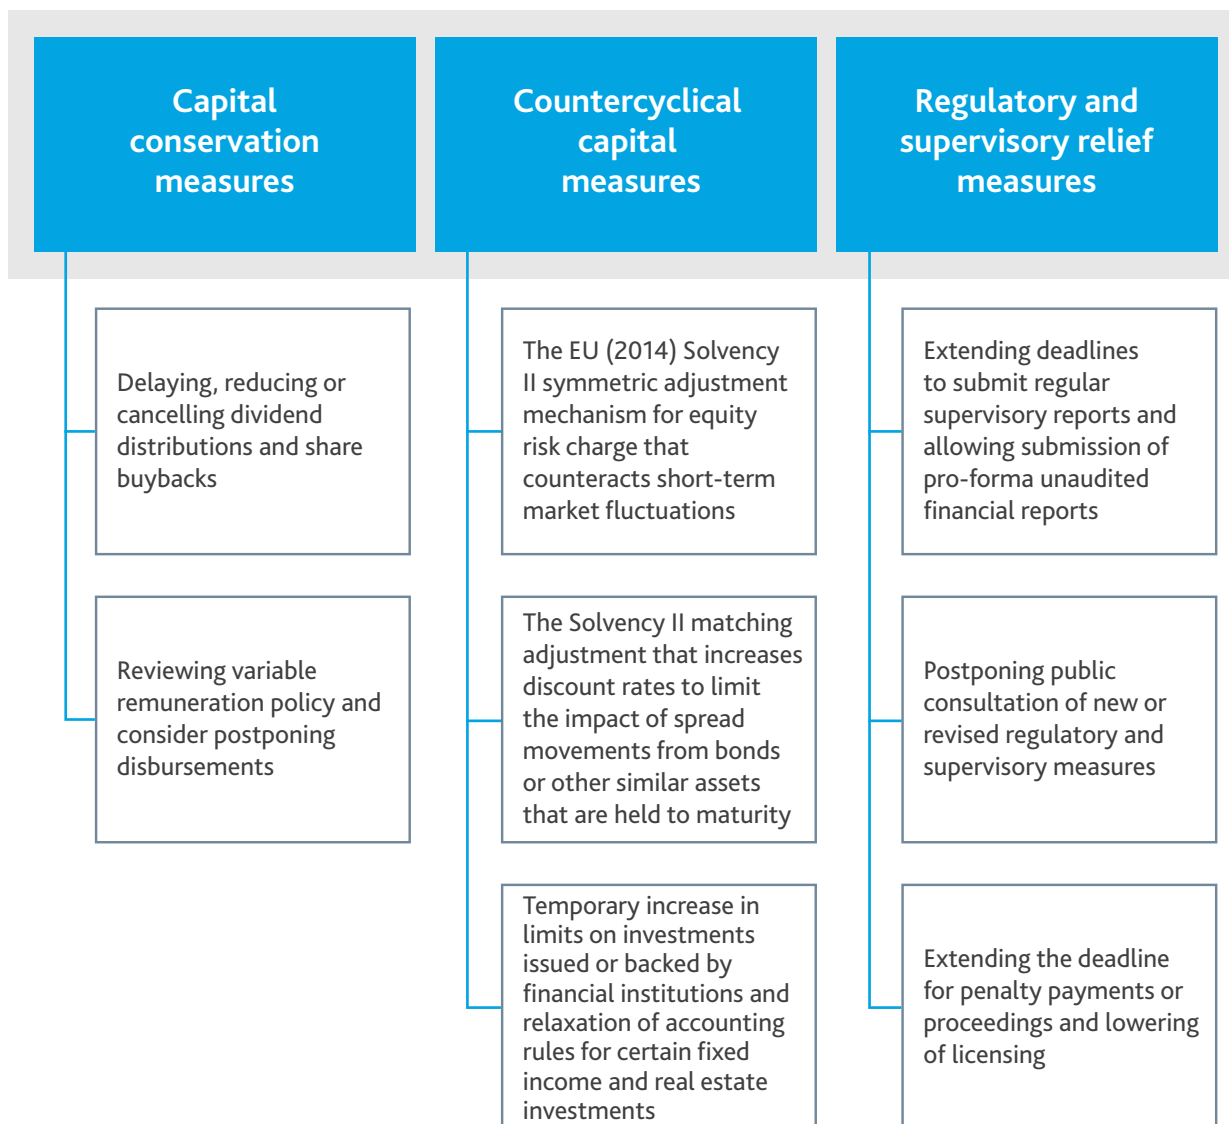 Capital
conservation
measures
Delaying, reducing or
cancelling dividend
distributions and share
buybacks
Reviewing variable
remuneration policy and
consider postponing
disbursements
Countercyclical
capital
measures
The EU (2014) Solvency
II symmetric adjustment
mechanism for equity
risk charge that
counteracts short-term
market fluctuations
The Solvency II matching
adjustment that increases
discount rates to limit
the impact of spread
movements from bonds
or other similar assets
that are held to maturity
Temporary increase in
limits on investments
issued or backed by
financial institutions and
relaxation of accounting
rules for certain fixed
income and real estate
investments
Regulatory and
supervisory relief
measures
Extending deadlines
to submit regular
supervisory reports and
allowing submission of
pro-forma unaudited
financial reports
Postponing public
consultation of new or
revised regulatory and
supervisory measures
Extending the deadline
for penalty payments or
proceedings and lowering
of licensing